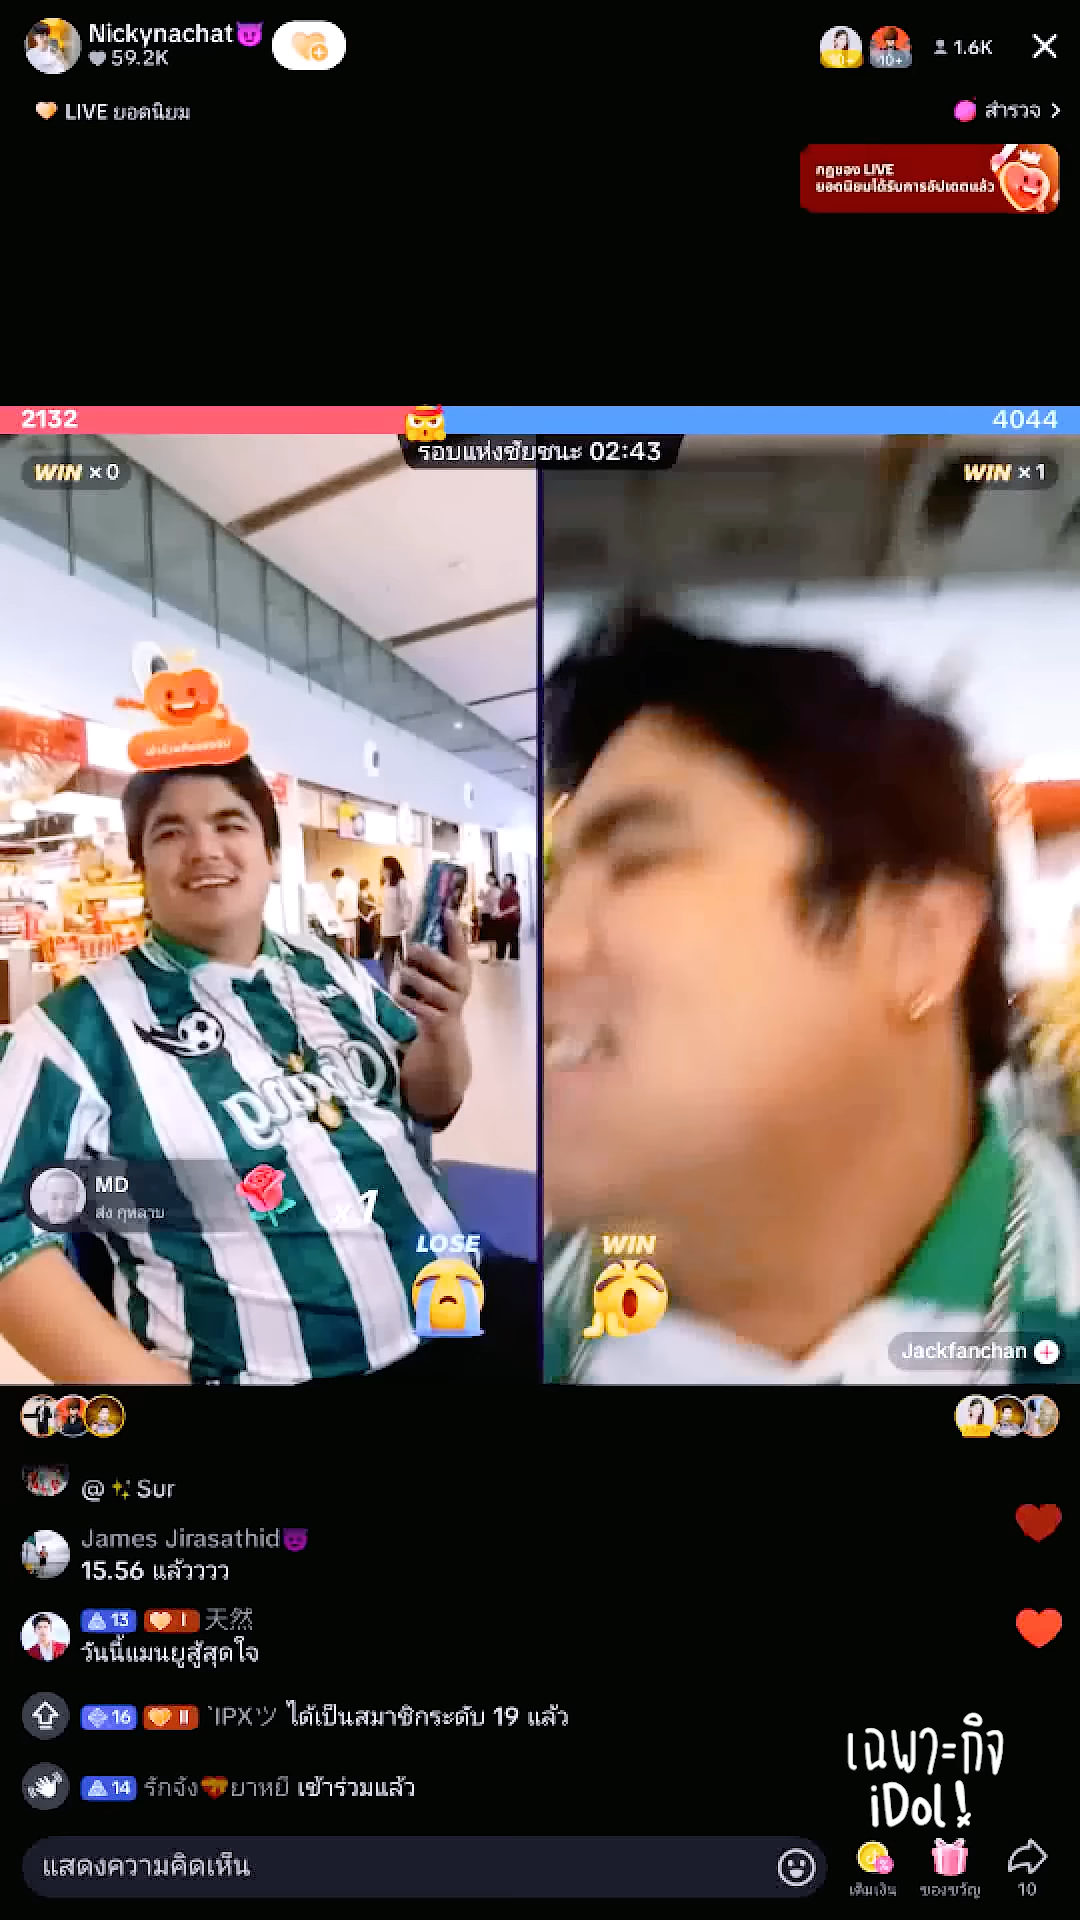 Nickynachat😈
59.2K
10+
10+
1.6K
LIVE ยอดนิยม
สำรวจ >
กฎของ LIVE
ยอดนิยมได้รับการอัปเดตแล้ว
2132
4044
รอบแห่งชัยชนะ 02:43
WIN × 0
WIN × 1
Chang
MD
ส่ง กุหลาบ
x1
LOSE
WIN
Jackfanchan
@✨Sur
James Jirasathid😈
15.56 แล้วววว
13 I 天然
วันนี้แมนยูสู้สุดใจ
16 II `IPXツ ได้เป็นสมาชิกระดับ 19 แล้ว
14 รักจัง💝ยาหยี เข้าร่วมแล้ว
เฉพาะกิจ
iDol!
แสดงความคิดเห็น
เติมเงิน
ของขวัญ
10